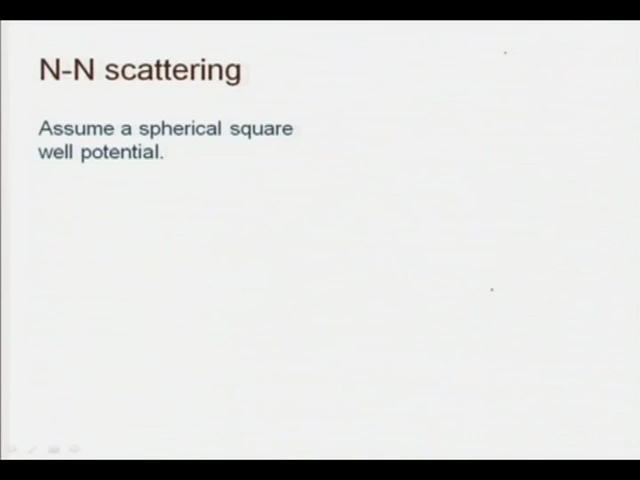 N-N scattering
Assume a spherical square
well potential.